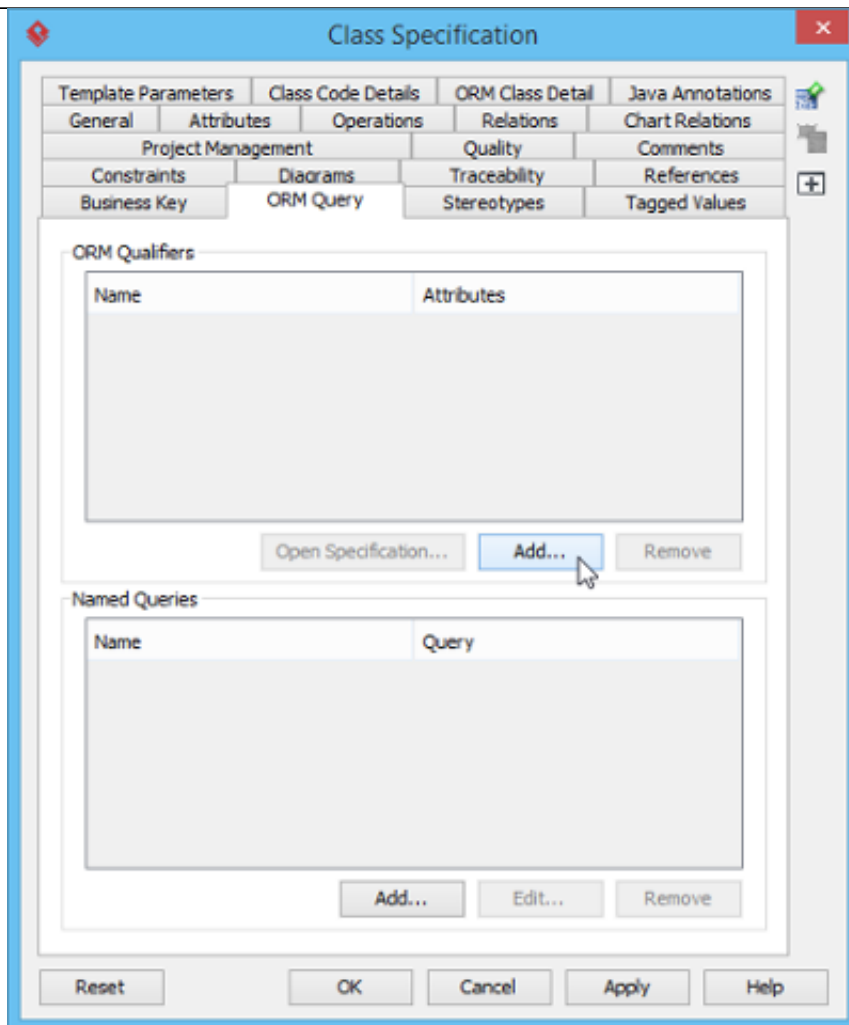 Class Specification
Template Parameters Class Code Details ORM Class Detail Java Annotations
General Attributes Operations Relations Chart Relations
Project Management Quality Comments
Constraints Diagrams Traceability References
Business Key ORM Query Stereotypes Tagged Values
ORM Qualifiers
Name Attributes
Open Specification... Add... Remove
Named Queries
Name Query
Add... Edit... Remove
Reset OK Cancel Apply Help